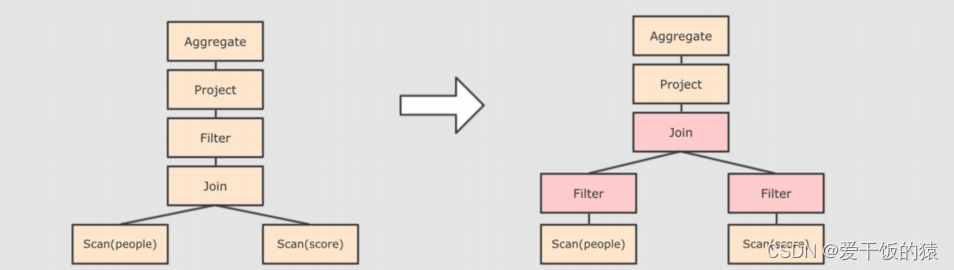 Aggregate
Project
Filter
Join
Scan(people)
Scan(score)
Aggregate
Project
Join
Filter
Filter
Scan(people)
Scan(score)
CSDN @爱干饭的猿